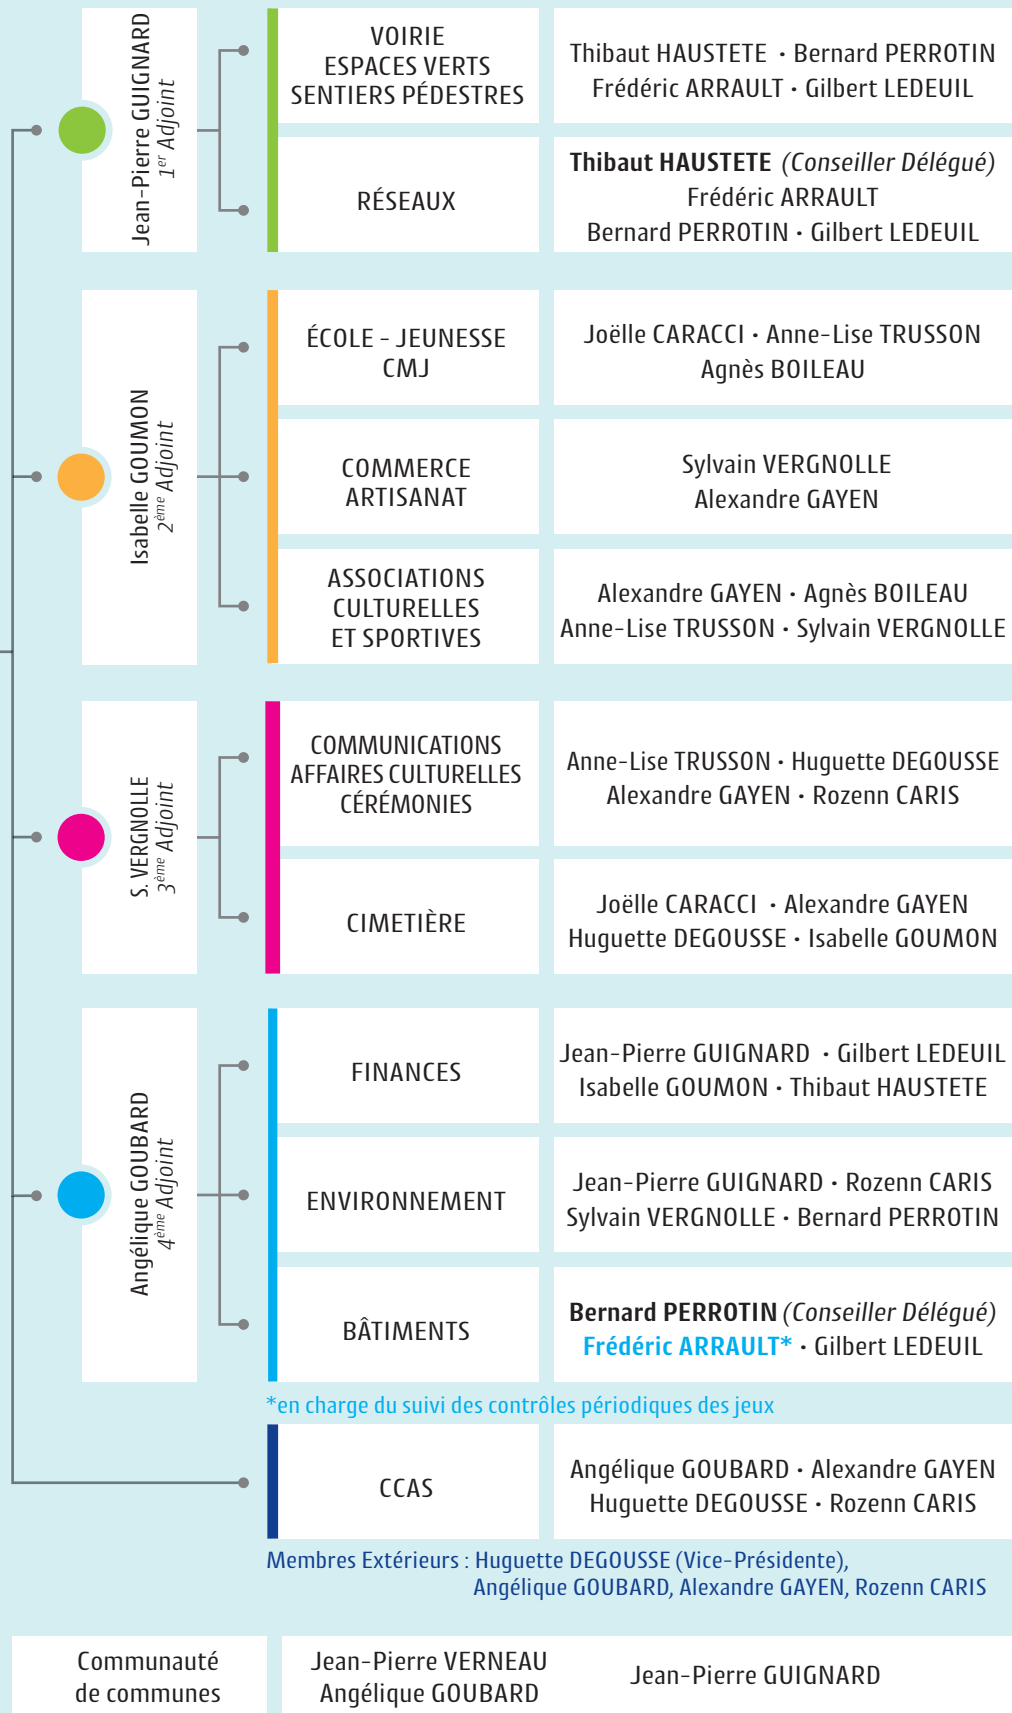 Jean-Pierre GUIGNARD
1er Adjoint
VOIRIE
ESPACES VERTS
SENTIERS PÉDESTRES
Thibaut HAUSTETE · Bernard PERROTIN
Frédéric ARRAULT · Gilbert LEDEUIL
RÉSEAUX
Thibaut HAUSTETE (Conseiller Délégué)
Frédéric ARRAULT
Bernard PERROTIN · Gilbert LEDEUIL
Isabelle GOUMON
2ème Adjoint
ÉCOLE - JEUNESSE
CMJ
Joëlle CARACCI · Anne-Lise TRUSSON
Agnès BOILEAU
COMMERCE
ARTISANAT
Sylvain VERGNOLLE
Alexandre GAYEN
ASSOCIATIONS
CULTURELLES
ET SPORTIVES
Alexandre GAYEN · Agnès BOILEAU
Anne-Lise TRUSSON · Sylvain VERGNOLLE
S. VERGNOLLE
3ème Adjoint
COMMUNICATIONS
AFFAIRES CULTURELLES
CÉRÉMONIES
Anne-Lise TRUSSON · Huguette DEGOUSSE
Alexandre GAYEN · Rozenn CARIS
CIMETIÈRE
Joëlle CARACCI · Alexandre GAYEN
Huguette DEGOUSSE · Isabelle GOUMON
Angélique GOUBARD
4ème Adjoint
FINANCES
Jean-Pierre GUIGNARD · Gilbert LEDEUIL
Isabelle GOUMON · Thibaut HAUSTETE
ENVIRONNEMENT
Jean-Pierre GUIGNARD · Rozenn CARIS
Sylvain VERGNOLLE · Bernard PERROTIN
BÂTIMENTS
Bernard PERROTIN (Conseiller Délégué)
Frédéric ARRAULT* · Gilbert LEDEUIL
*en charge du suivi des contrôles périodiques des jeux
CCAS
Angélique GOUBARD · Alexandre GAYEN
Huguette DEGOUSSE · Rozenn CARIS
Membres Extérieurs : Huguette DEGOUSSE (Vice-Présidente),
Angélique GOUBARD, Alexandre GAYEN, Rozenn CARIS
Communauté
de communes
Jean-Pierre VERNEAU
Angélique GOUBARD
Jean-Pierre GUIGNARD